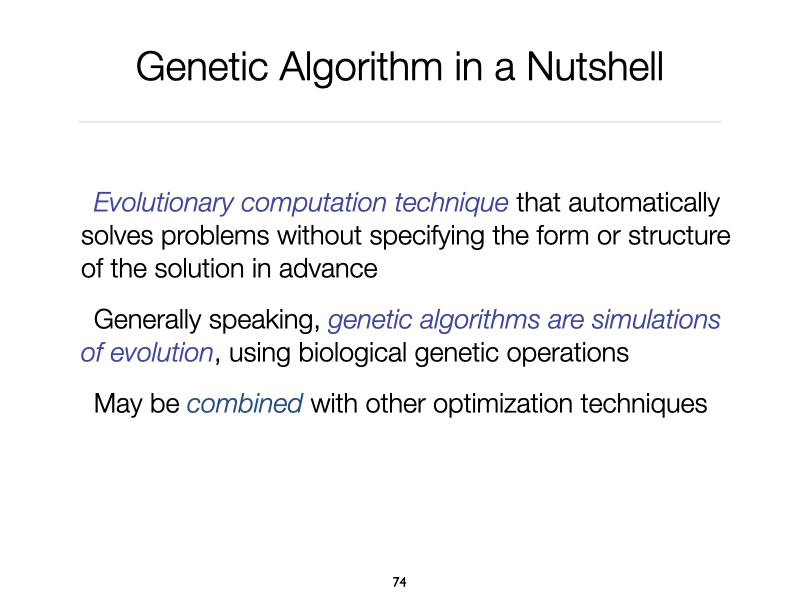 Genetic Algorithm in a Nutshell
Evolutionary computation technique that automatically
solves problems without specifying the form or structure
of the solution in advance
Generally speaking, genetic algorithms are simulations
of evolution, using biological genetic operations
May be combined with other optimization techniques
74